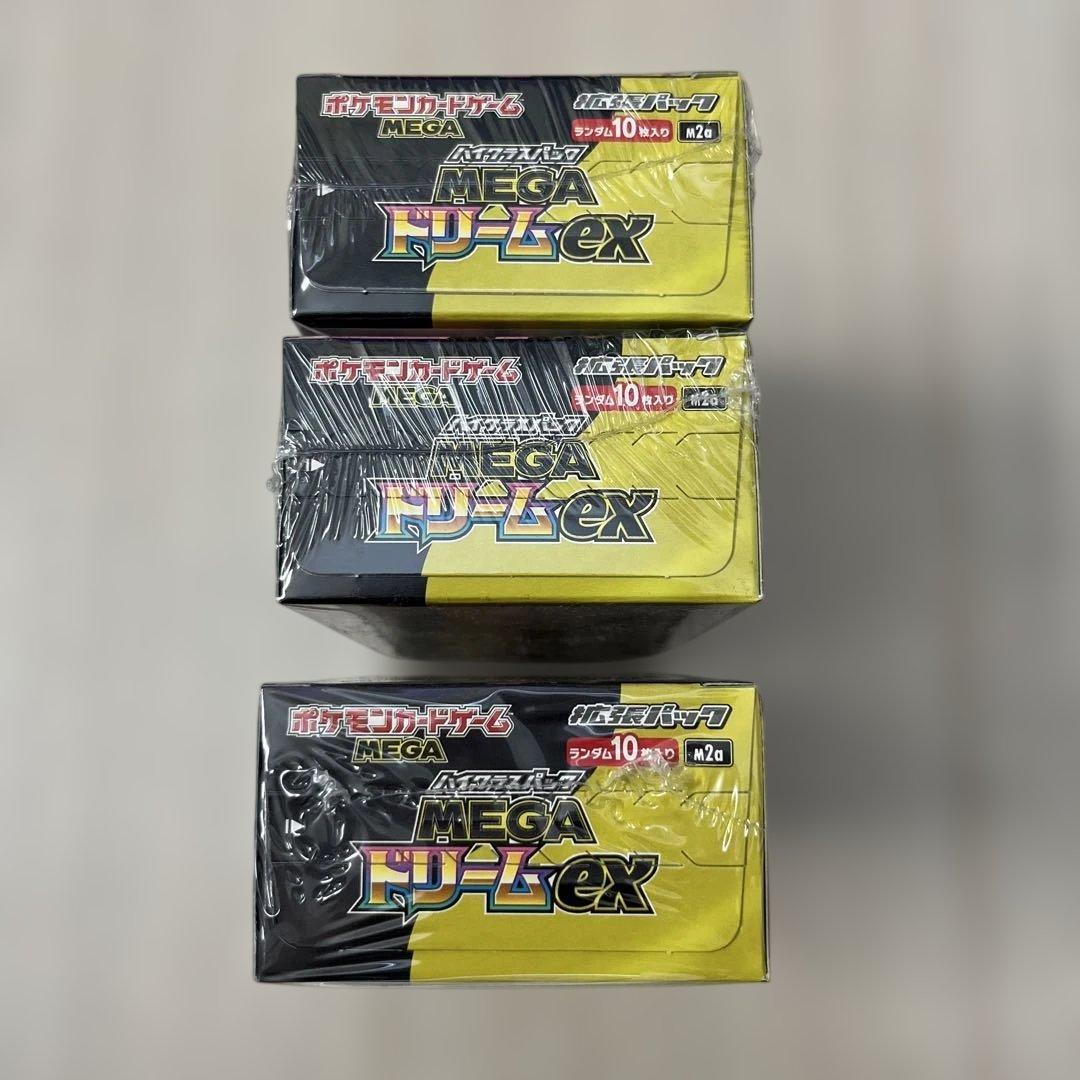 ポケモンカードゲーム
MEGA
拡張パック
ランダム10枚入り M2a
ハイクラスパック
MEGA
ドリームex
ポケモンカードゲーム
MEGA
拡張パック
ランダム10枚入り M2a
ハイクラスパック
MEGA
ドリームex
ポケモンカードゲーム
MEGA
拡張パック
ランダム10枚入り M2a
ハイクラスパック
MEGA
ドリームex